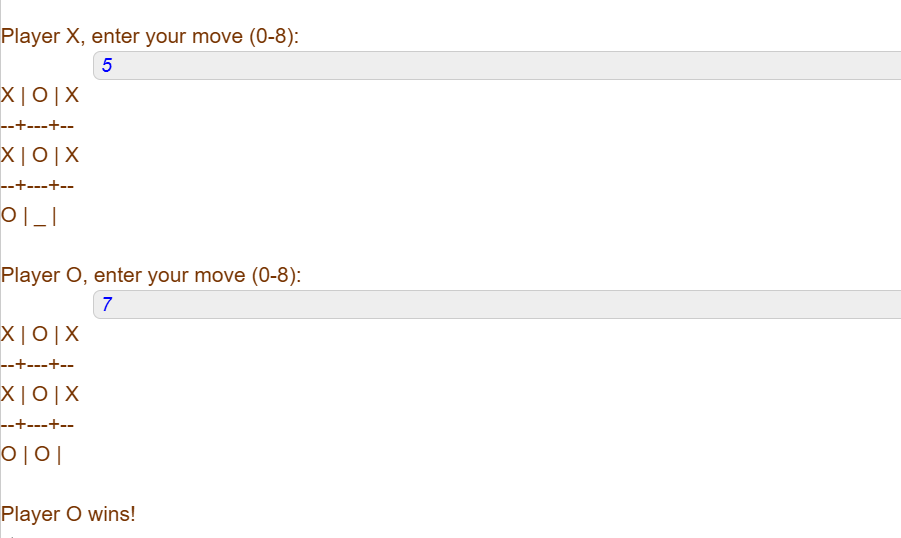 Player X, enter your move (0-8):
5
X | O | X
--+---+--
X | O | X
--+---+--
O | _ |
Player O, enter your move (0-8):
7
X | O | X
--+---+--
X | O | X
--+---+--
O | O |
Player O wins!